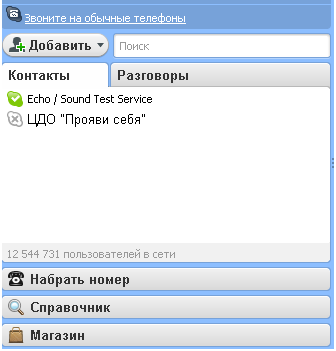 Звоните на обычные телефоны
Добавить Поиск
Контакты Разговоры
Echo / Sound Test Service
ЦДО "Прояви себя"
12 544 731 пользователей в сети
Набрать номер
Справочник
Магазин